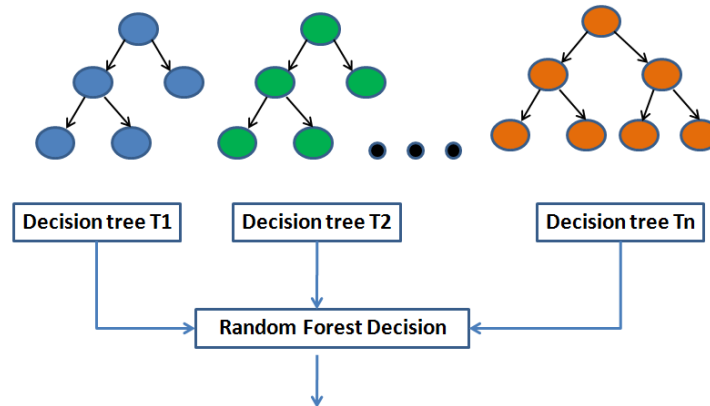 Decision tree T1
Decision tree T2
Decision tree Tn
Random Forest Decision